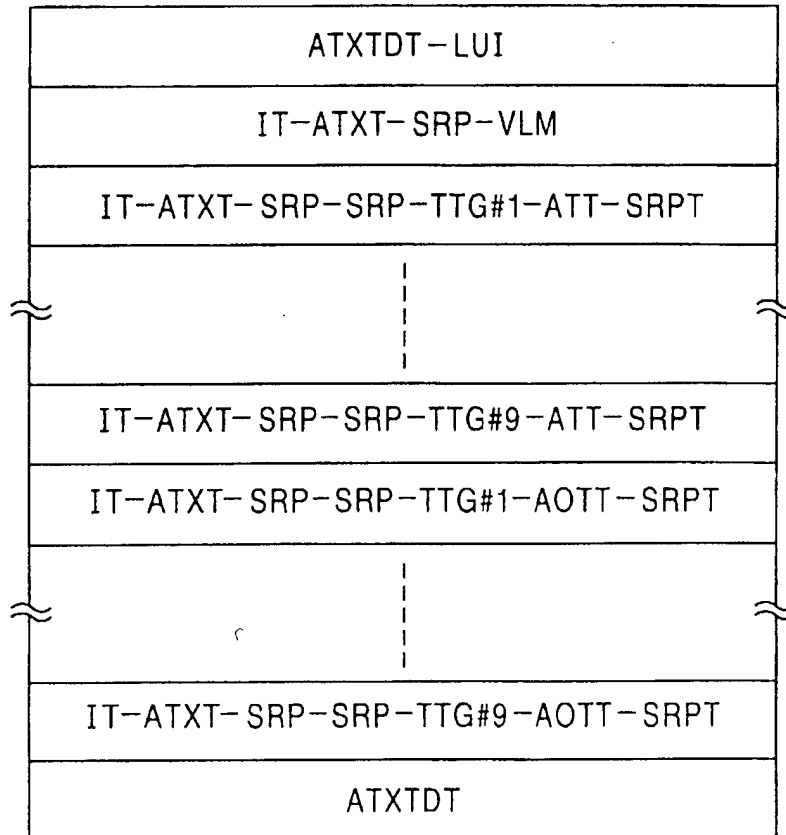 ATXTDT-LUI
IT-ATXT-SRP-VLM
IT-ATXT-SRP-SRP-TTG#1-ATT-SRPT
IT-ATXT-SRP-SRP-TTG#9-ATT-SRPT
IT-ATXT-SRP-SRP-TTG#1-AOTT-SRPT
IT-ATXT-SRP-SRP-TTG#9-AOTT-SRPT
ATXTDT